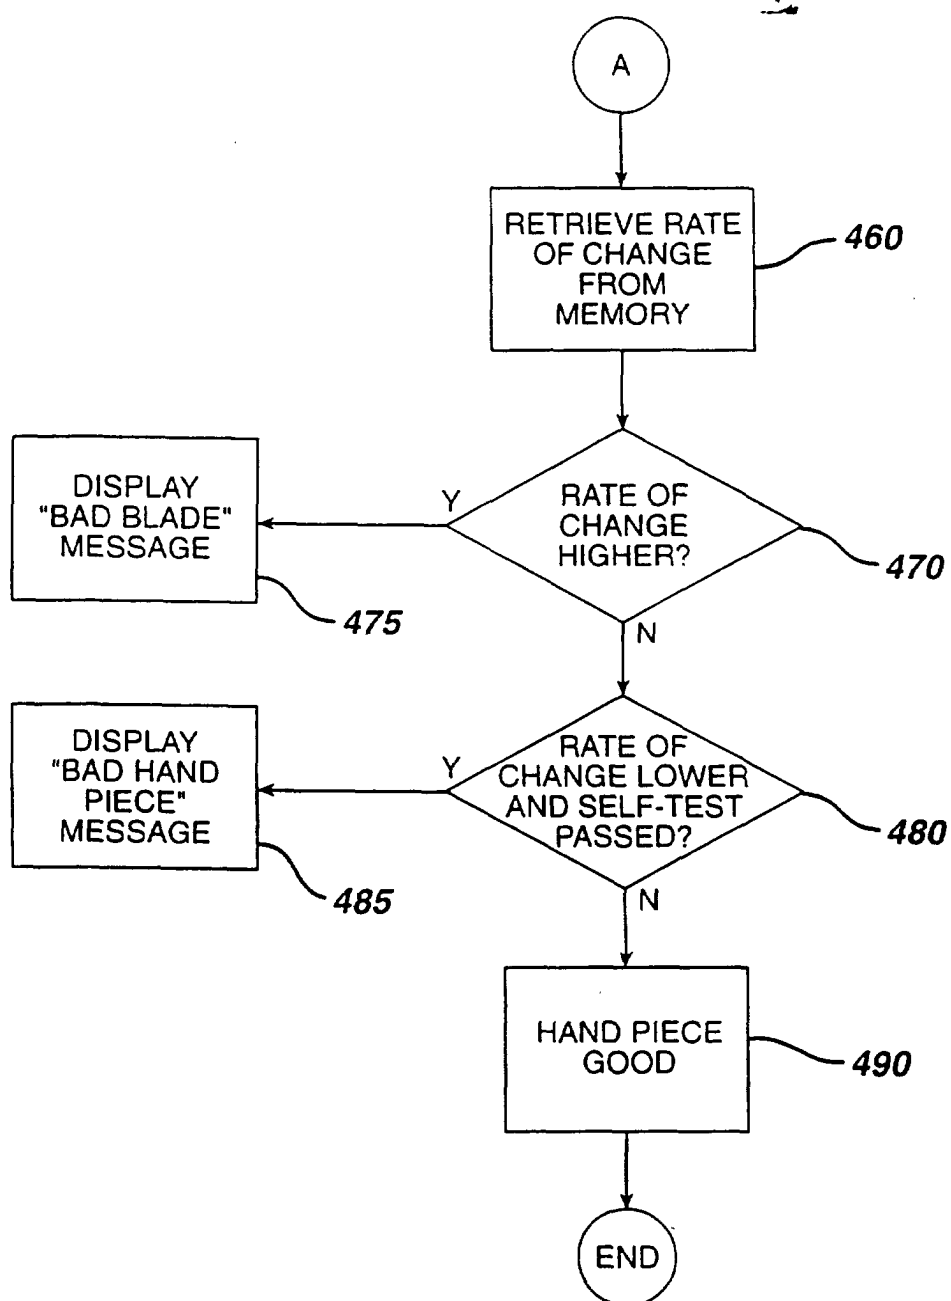 A
RETRIEVE RATE
OF CHANGE
FROM
MEMORY
460
RATE OF
CHANGE
HIGHER?
470
Y
N
DISPLAY
"BAD BLADE"
MESSAGE
475
RATE OF
CHANGE LOWER
AND SELF-TEST
PASSED?
480
Y
N
DISPLAY
"BAD HAND
PIECE"
MESSAGE
485
HAND PIECE
GOOD
490
END